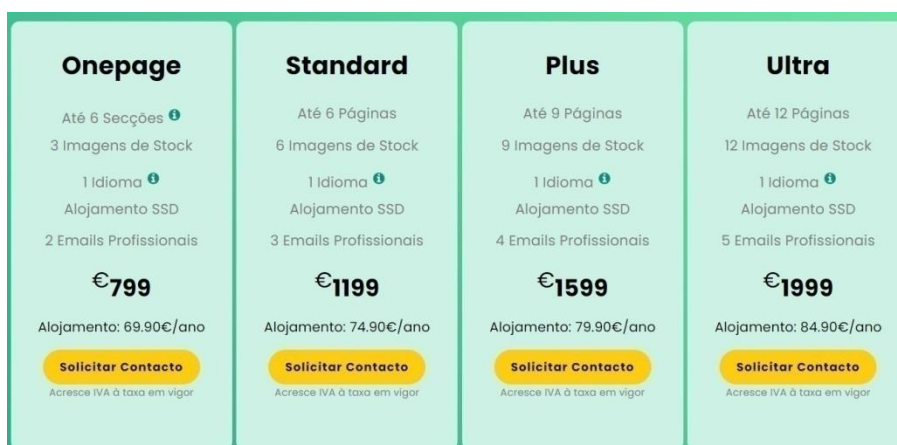 Onepage
Até 6 Secções
3 Imagens de Stock
1 Idioma
Alojamento SSD
2 Emails Profissionais
€799
Alojamento: 69.90€/ano
Solicitar Contacto
Acresce IVA à taxa em vigor
Standard
Até 6 Páginas
6 Imagens de Stock
1 Idioma
Alojamento SSD
3 Emails Profissionais
€1199
Alojamento: 74.90€/ano
Solicitar Contacto
Acresce IVA à taxa em vigor
Plus
Até 9 Páginas
9 Imagens de Stock
1 Idioma
Alojamento SSD
4 Emails Profissionais
€1599
Alojamento: 79.90€/ano
Solicitar Contacto
Acresce IVA à taxa em vigor
Ultra
Até 12 Páginas
12 Imagens de Stock
1 Idioma
Alojamento SSD
5 Emails Profissionais
€1999
Alojamento: 84.90€/ano
Solicitar Contacto
Acresce IVA à taxa em vigor